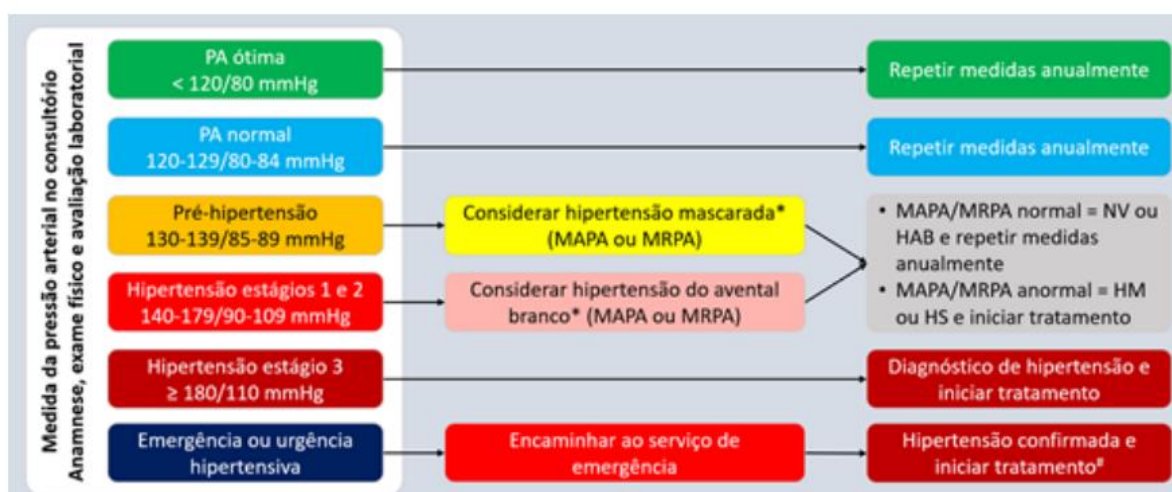 Medida da pressão arterial no consultório
Anamnese, exame físico e avaliação laboratorial
PA ótima
< 120/80 mmHg
Repetir medidas anualmente
PA normal
120-129/80-84 mmHg
Repetir medidas anualmente
Pré-hipertensão
130-139/85-89 mmHg
Considerar hipertensão mascarada*
(MAPA ou MRPA)
Hipertensão estágios 1 e 2
140-179/90-109 mmHg
Considerar hipertensão do avental
branco* (MAPA ou MRPA)
• MAPA/MRPA normal = NV ou
HAB e repetir medidas
anualmente
• MAPA/MRPA anormal = HM
ou HS e iniciar tratamento
Hipertensão estágio 3
≥ 180/110 mmHg
Diagnóstico de hipertensão e
iniciar tratamento
Emergência ou urgência
hipertensiva
Encaminhar ao serviço de
emergência
Hipertensão confirmada e
iniciar tratamento#